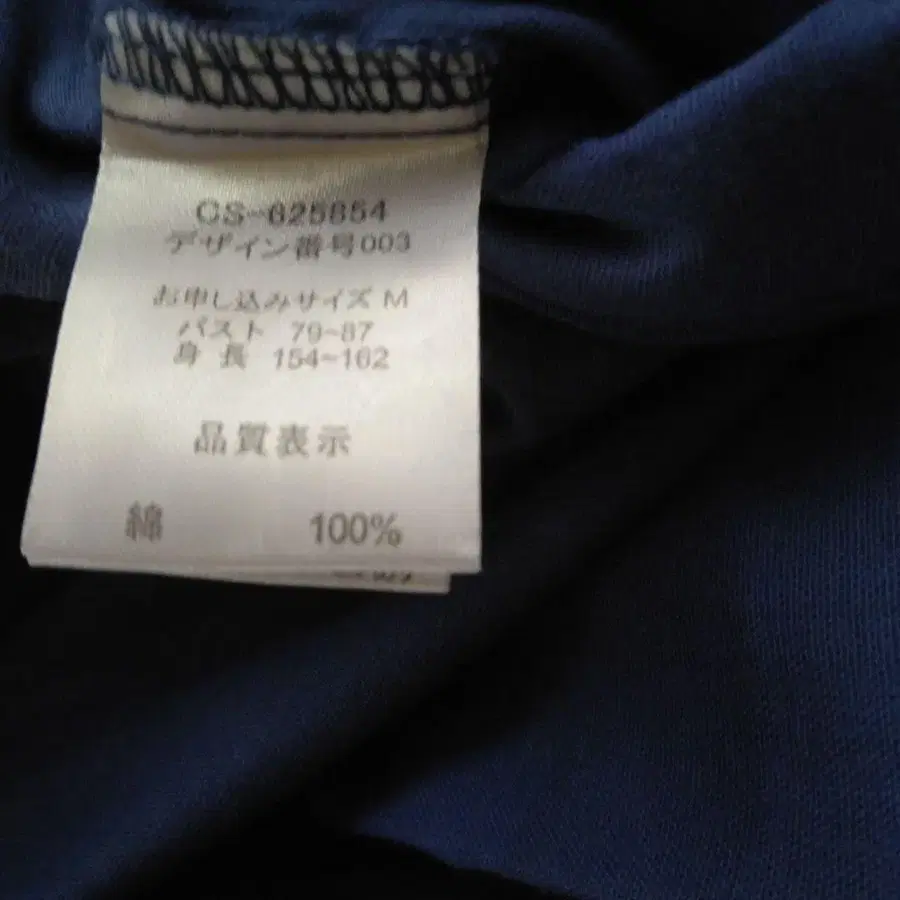 CS-625854
デザイン番号003
お申し込みサイズ M
バスト 79~87
身長 154~162
品質表示
綿 100%